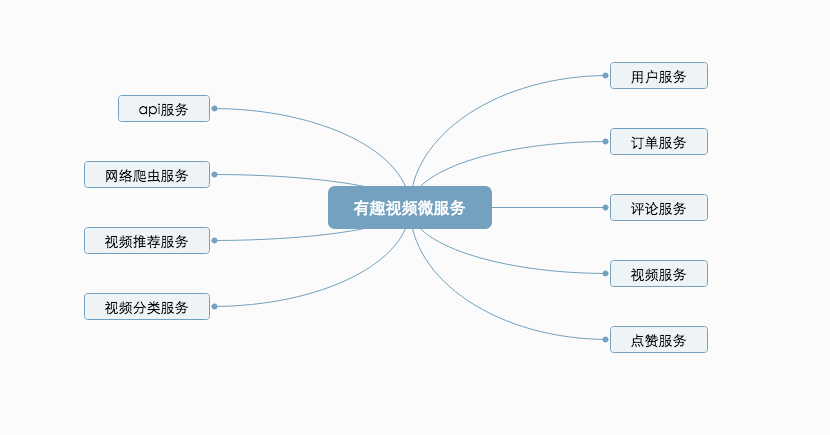 有趣视频微服务
用户服务
订单服务
评论服务
视频服务
点赞服务
api服务
网络爬虫服务
视频推荐服务
视频分类服务